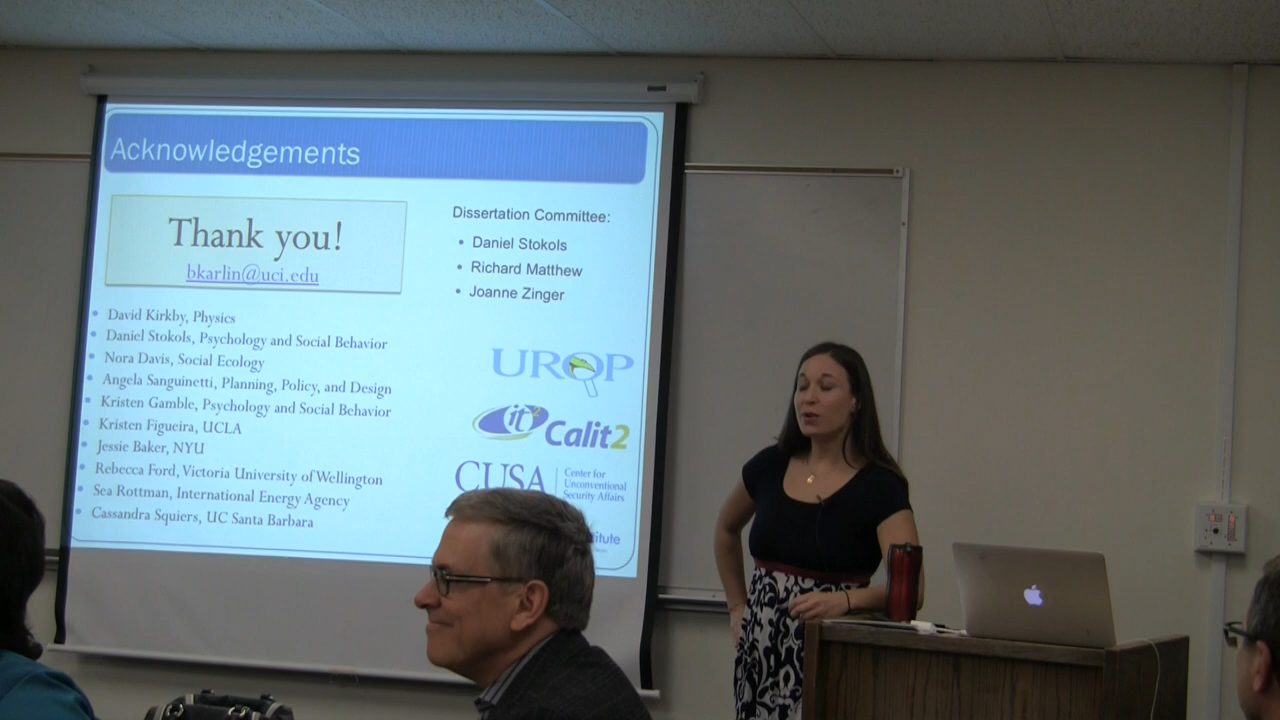 Acknowledgements
Thank you!
bkarlin@uci.edu
David Kirkby, Physics
Daniel Stokols, Psychology and Social Behavior
Nora Davis, Social Ecology
Angela Sanguinetti, Planning, Policy, and Design
Kristen Gamble, Psychology and Social Behavior
Kristen Figueira, UCLA
Jessie Baker, NYU
Rebecca Ford, Victoria University of Wellington
Sea Rottman, International Energy Agency
Cassandra Squiers, UC Santa Barbara
Dissertation Committee:
Daniel Stokols
Richard Matthew
Joanne Zinger
UROP
it2 Calit2
CUSA
Center for
Unconventional
Security Affairs